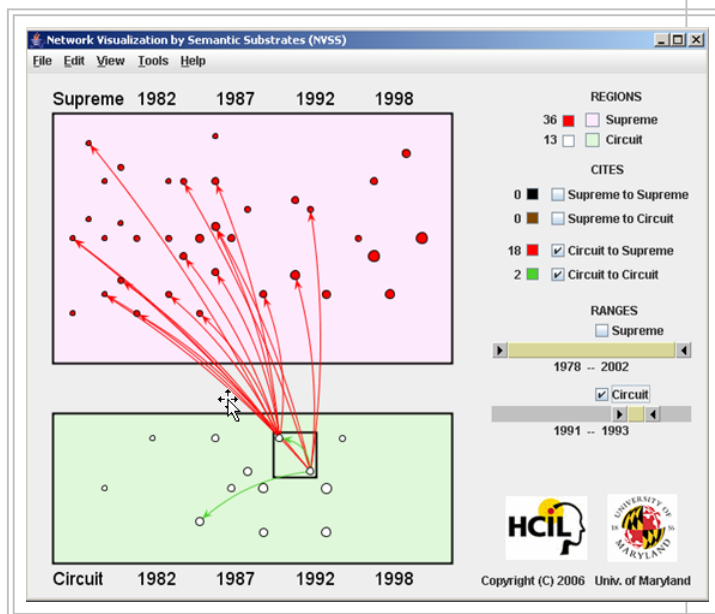 Network Visualization by Semantic Substrates (NVSS)
File Edit View Tools Help
Supreme 1982 1987 1992 1998
REGIONS
36 Supreme
13 Circuit
CITES
0 Supreme to Supreme
0 Supreme to Circuit
18 Circuit to Supreme
2 Circuit to Circuit
RANGES
Supreme
1978 -- 2002
Circuit
1991 -- 1993
HCIL
UNIVERSITY OF
18 56
MARYLAND
Circuit 1982 1987 1992 1998
Copyright (C) 2006 Univ. of Maryland